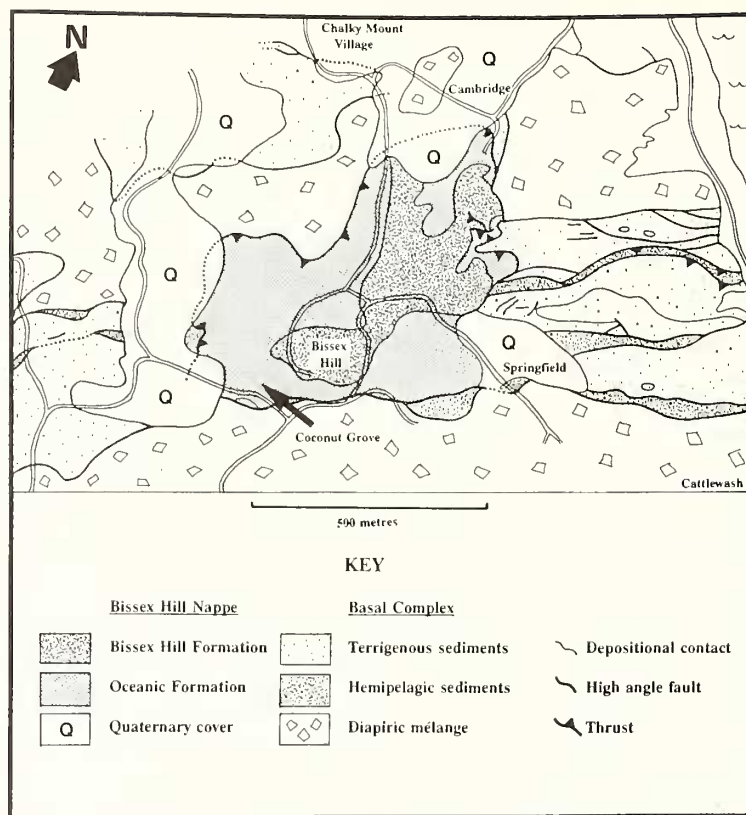 N
Chalky Mount
Village
Q
Cambridge
Q
Q
Q
Bissex
Hill
Q
Springfield
Q
Coconut Grove
Cattlewash
500 metres
KEY
Bissex Hill Nappe
Basal Complex
Bissex Hill Formation
Terrigenous sediments
Depositional contact
Oceanic Formation
Hemipelagic sediments
High angle fault
Q
Quaternary cover
Diapiric mélange
Thrust